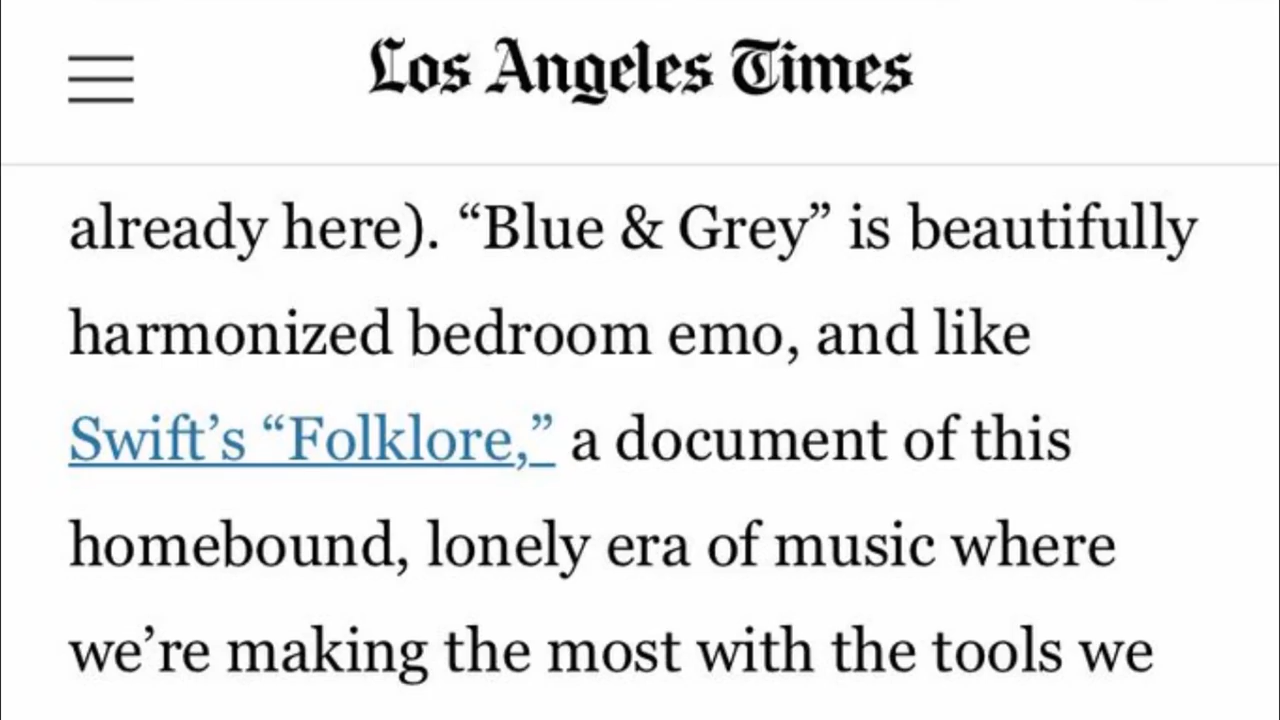 Los Angeles Times
already here). “Blue & Grey” is beautifully
harmonized bedroom emo, and like
Swift’s “Folklore,” a document of this
homebound, lonely era of music where
we’re making the most with the tools we